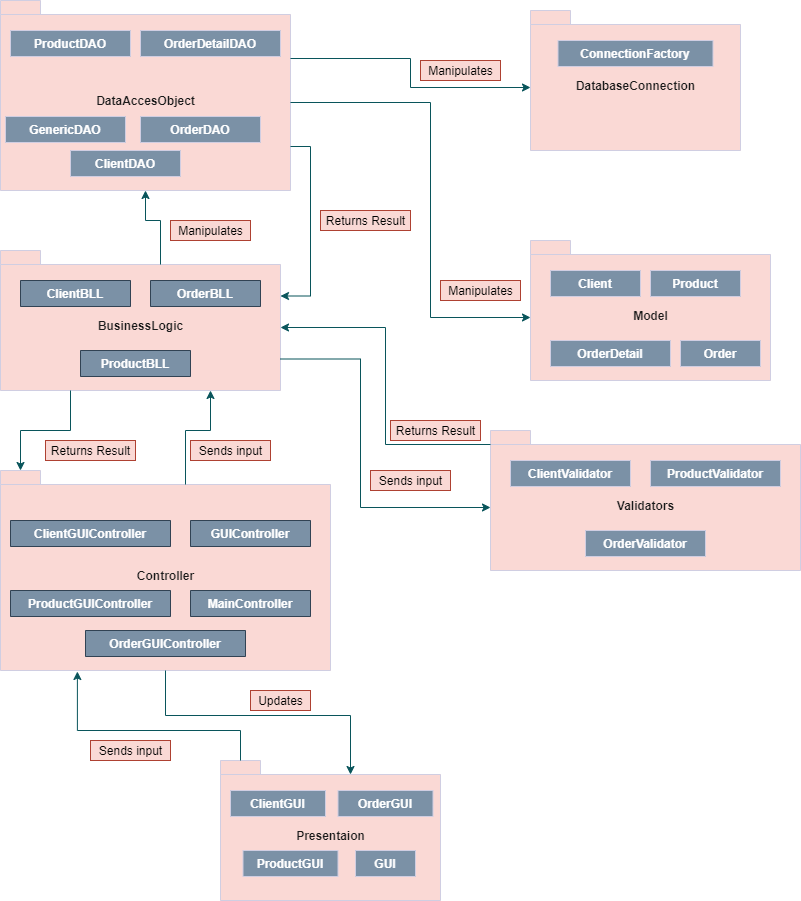 ProductDAO
OrderDetailDAO
DataAccesObject
GenericDAO
OrderDAO
ClientDAO
Manipulates
ConnectionFactory
DatabaseConnection
Manipulates
Returns Result
Manipulates
Client
Product
Model
OrderDetail
Order
ClientBLL
OrderBLL
BusinessLogic
ProductBLL
Returns Result
Sends input
Returns Result
Sends input
ClientValidator
ProductValidator
Validators
OrderValidator
ClientGUIController
GUIController
Controller
ProductGUIController
MainController
OrderGUIController
Updates
Sends input
ClientGUI
OrderGUI
Presentaion
ProductGUI
GUI